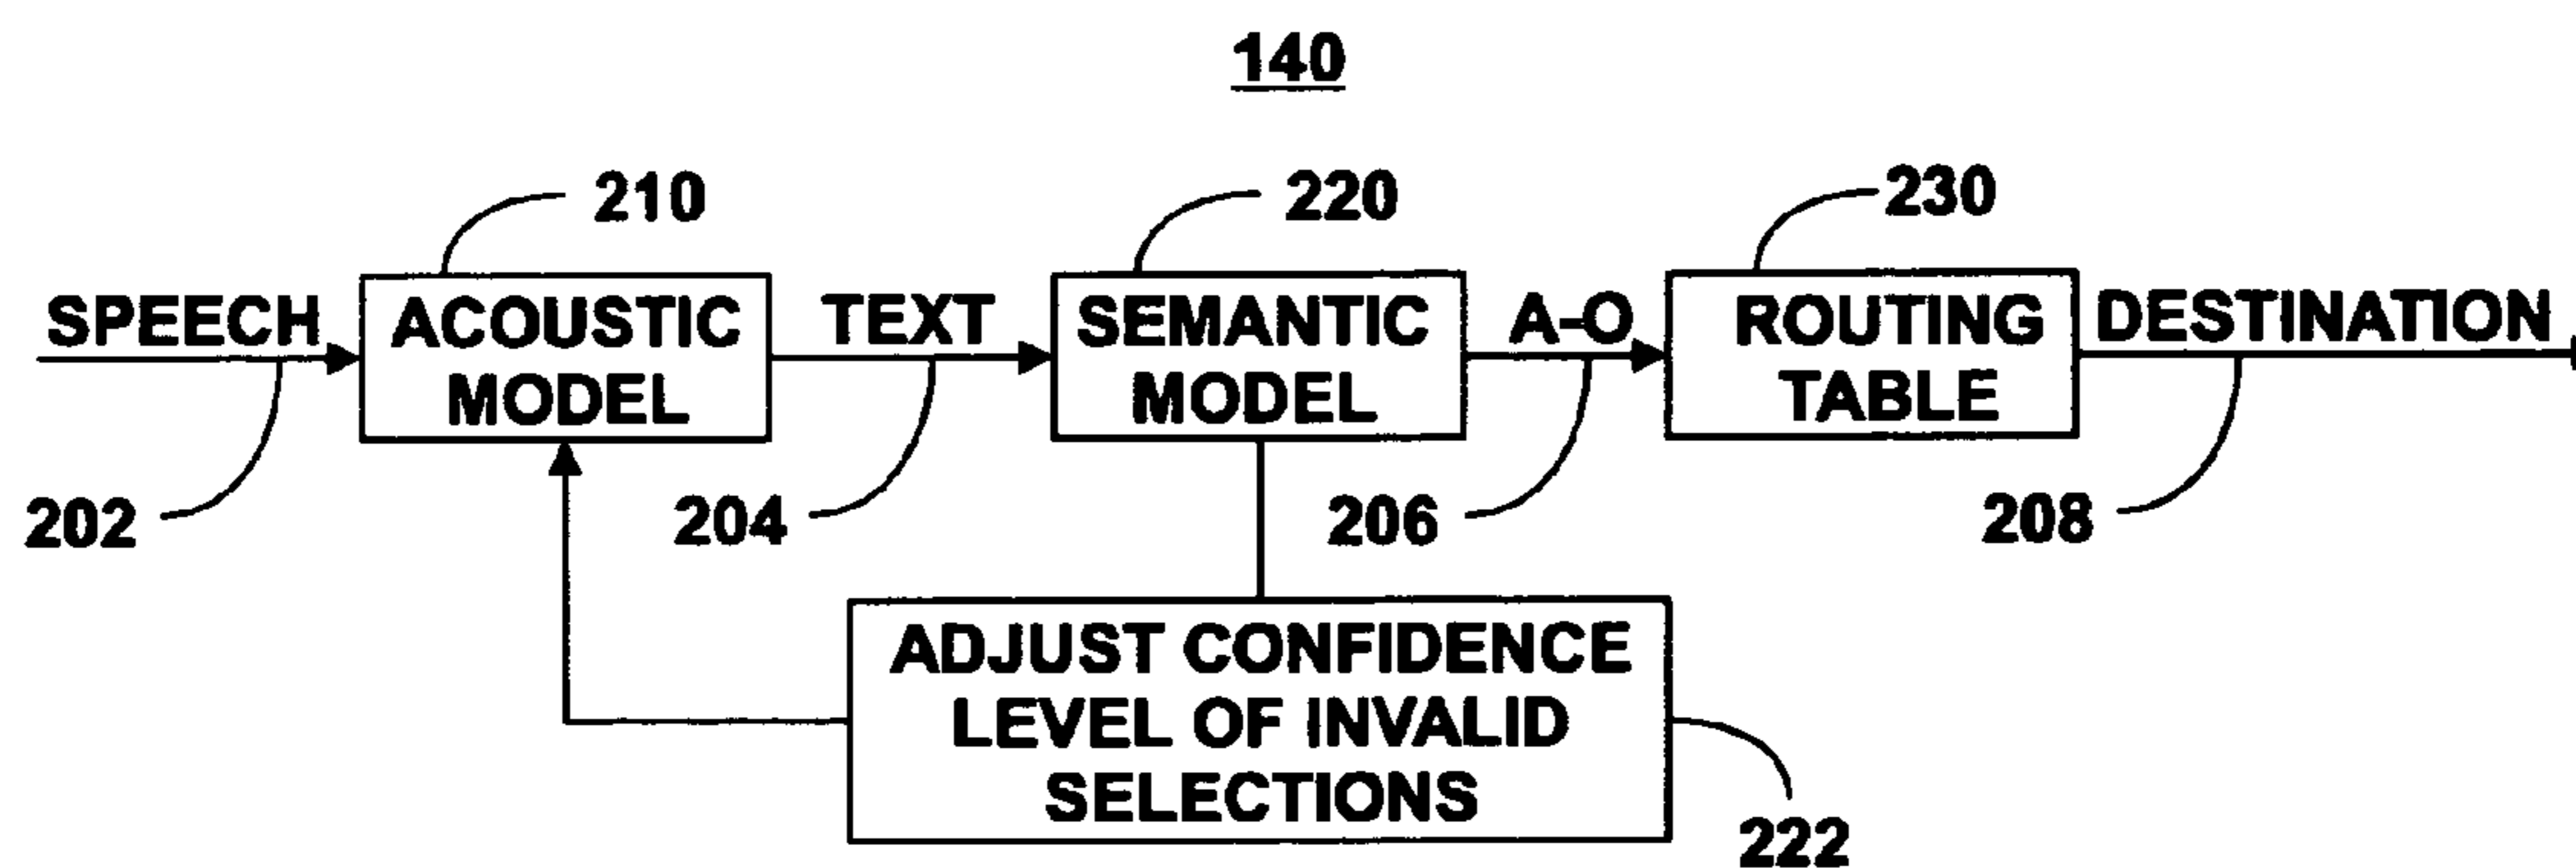 140
210
220
230
SPEECH
ACOUSTIC
MODEL
TEXT
SEMANTIC
MODEL
A-O
ROUTING
TABLE
DESTINATION
202
204
206
208
ADJUST CONFIDENCE
LEVEL OF INVALID
SELECTIONS
222